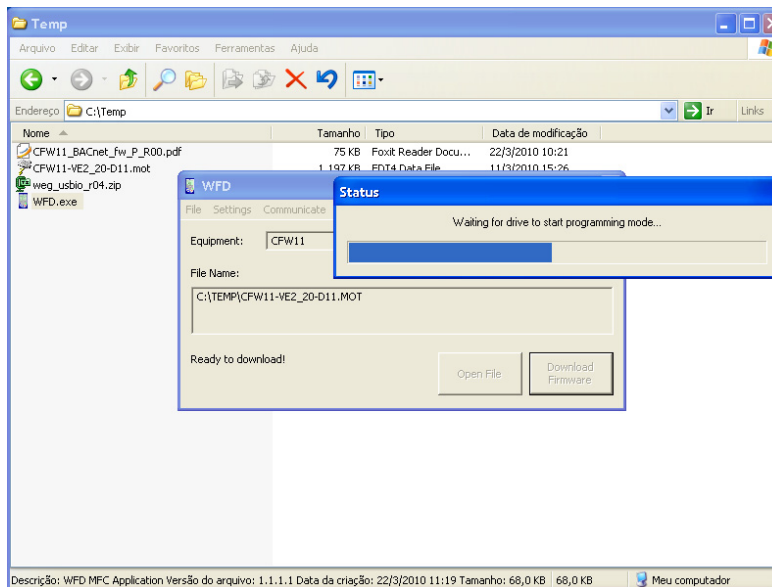 Temp
Arquivo Editar Exibir Favoritos Ferramentas Ajuda
Endereço C:\Temp Ir Links
Nome Tamanho Tipo Data de modificação
CFW11_BACnet_fw_P_R00.pdf 75 KB Foxit Reader Docu... 22/3/2010 10:21
CFW11-VE2_20-D11.mot 1.197 KB EDT4 Data File 11/3/2010 15:26
weg_usbio_r04.zip
WFD.exe
WFD
File Settings Communicate
Equipment: CFW11
File Name:
C:\TEMP\CFW11-VE2_20-D11.MOT
Ready to download!
Open File
Download
Firmware
Status
Waiting for drive to start programming mode...
Descrição: WFD MFC Application Versão do arquivo: 1.1.1.1 Data da criação: 22/3/2010 11:19 Tamanho: 68,0 KB 68,0 KB Meu computador